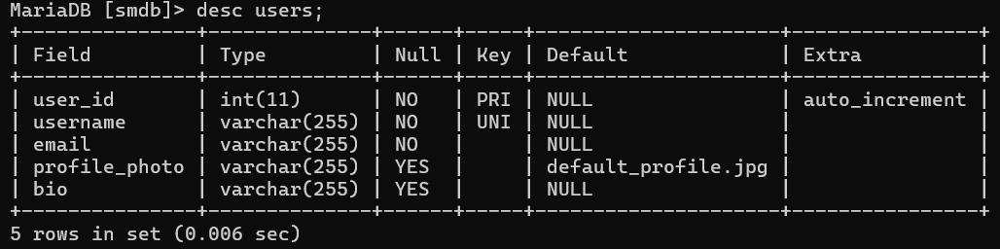 MariaDB [smdb]> desc users;
+---------------+--------------+------+-----+---------------------+----------------+
| Field         | Type         | Null | Key | Default             | Extra          |
+---------------+--------------+------+-----+---------------------+----------------+
| user_id       | int(11)      | NO   | PRI | NULL                | auto_increment |
| username      | varchar(255) | NO   | UNI | NULL                |                |
| email         | varchar(255) | NO   |     | NULL                |                |
| profile_photo | varchar(255) | YES  |     | default_profile.jpg |                |
| bio           | varchar(255) | YES  |     | NULL                |                |
+---------------+--------------+------+-----+---------------------+----------------+
5 rows in set (0.006 sec)